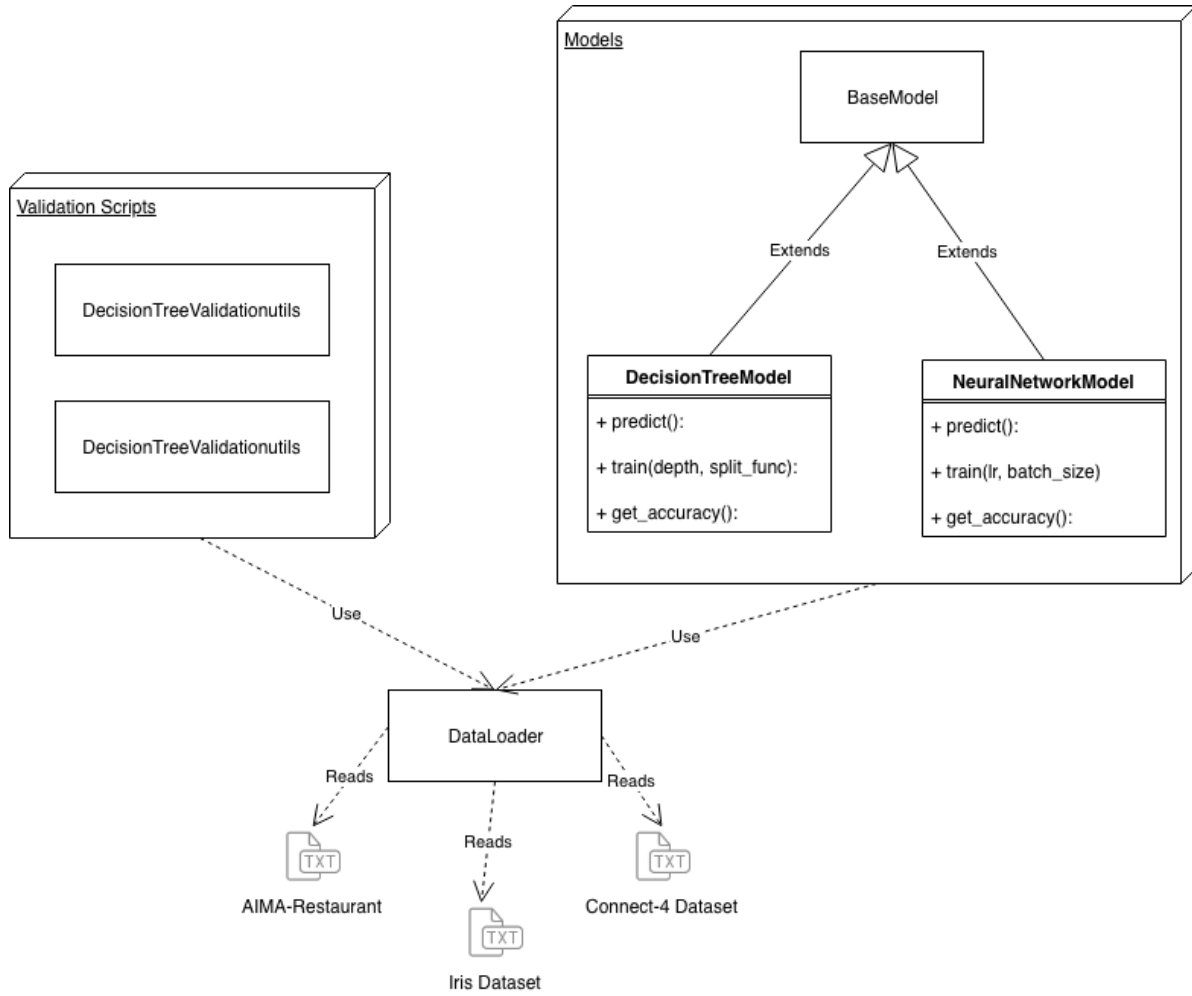 Models
BaseModel
Validation Scripts
DecisionTreeValidationutils
DecisionTreeValidationutils
Extends
Extends
DecisionTreeModel
+ predict():
+ train(depth, split_func):
+ get_accuracy():
NeuralNetworkModel
+ predict():
+ train(lr, batch_size)
+ get_accuracy():
Use
Use
DataLoader
Reads
Reads
Reads
TXT
AIMA-Restaurant
TXT
Iris Dataset
TXT
Connect-4 Dataset